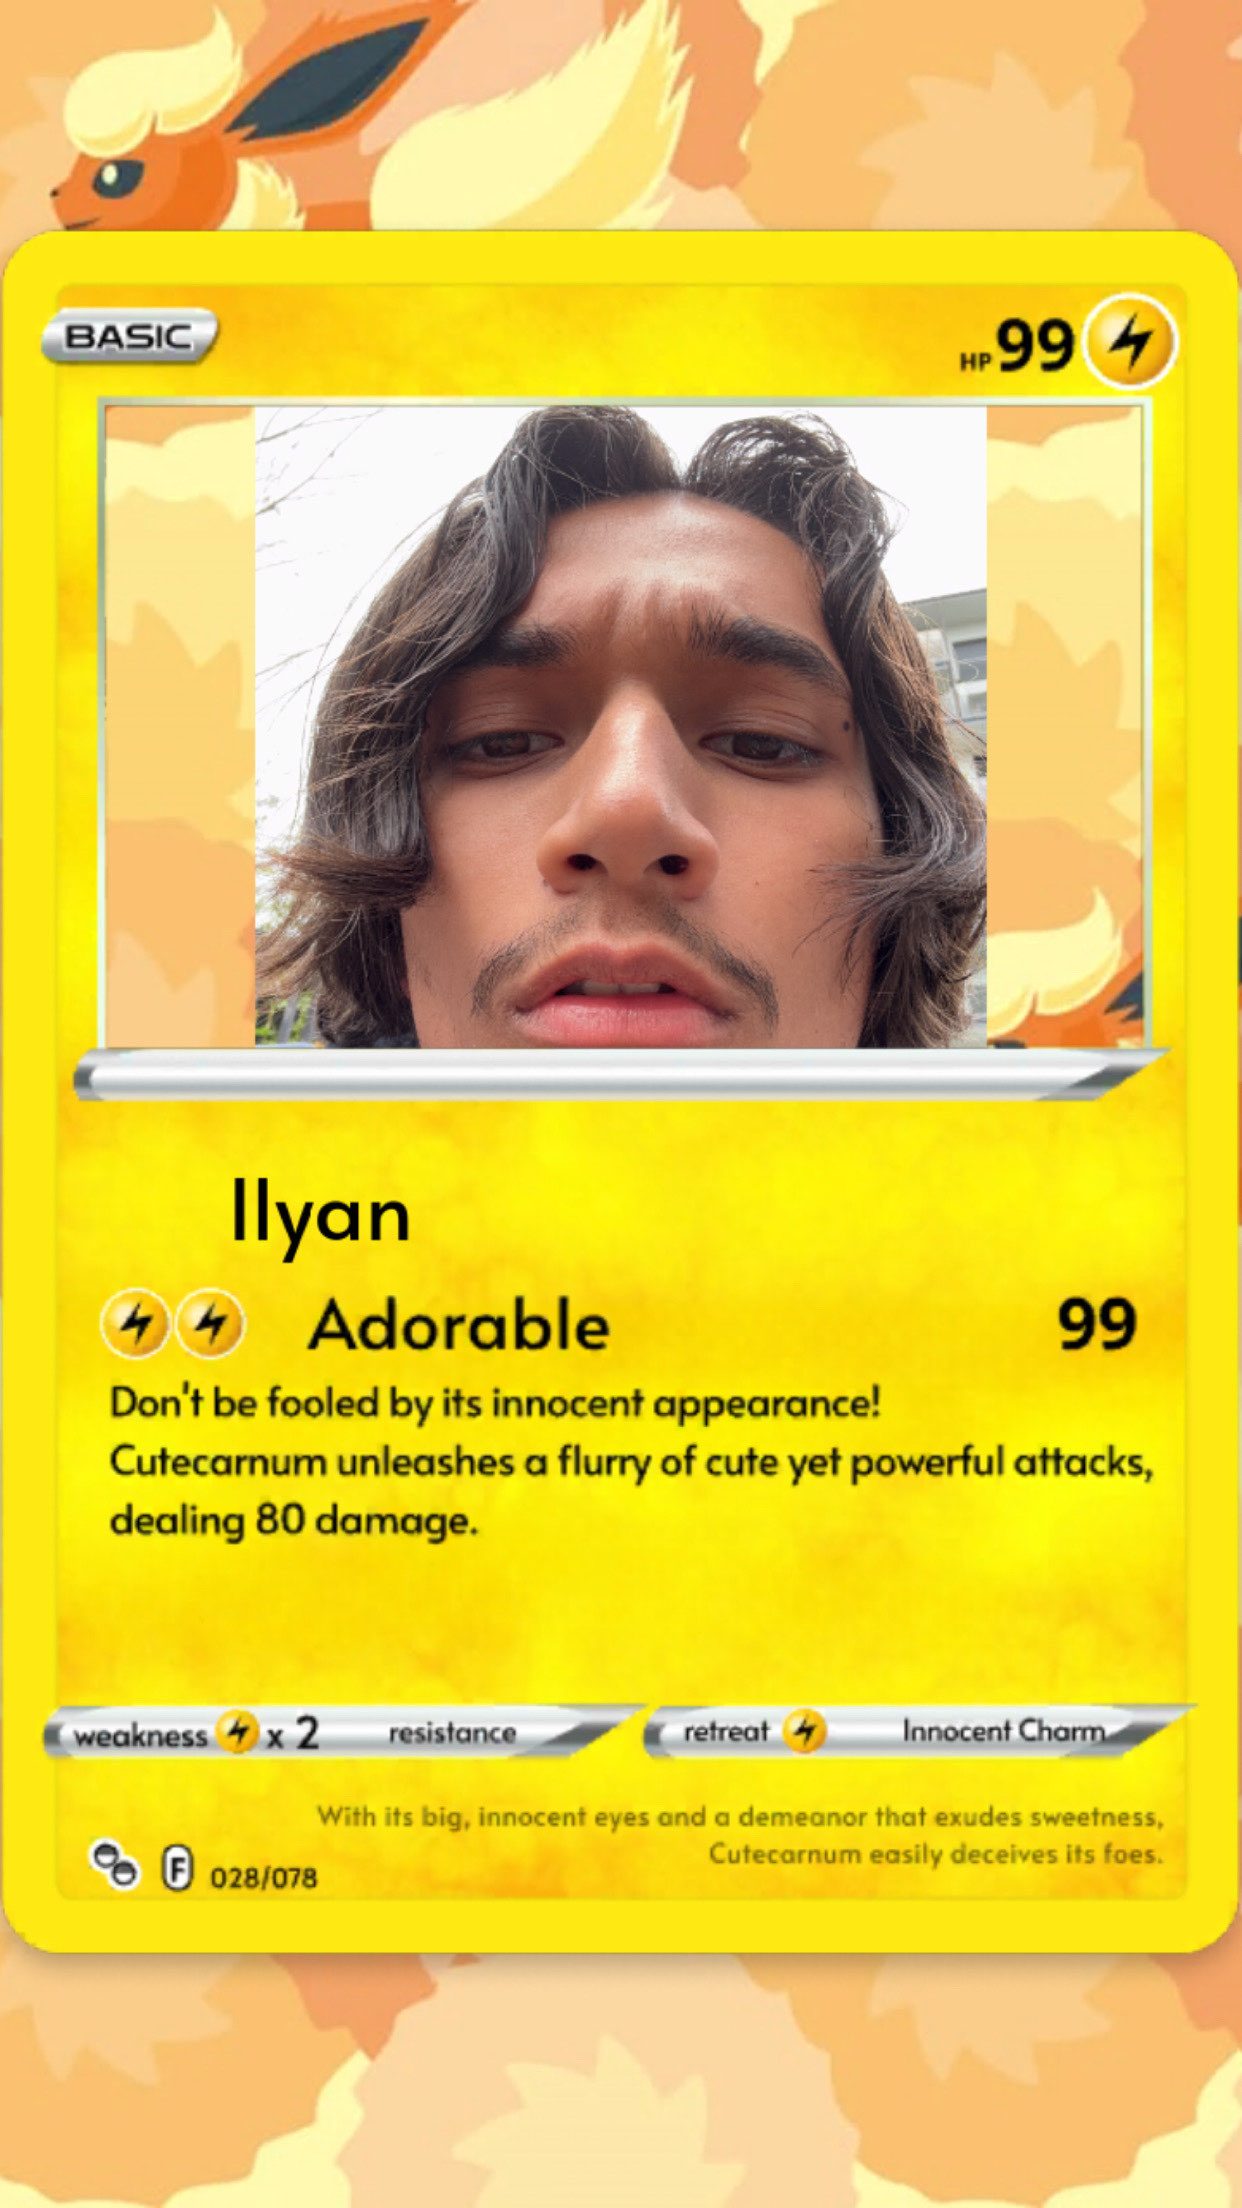 BASIC
HP 99
Ilyan
Adorable 99
Don't be fooled by its innocent appearance!
Cutecarnum unleashes a flurry of cute yet powerful attacks,
dealing 80 damage.
weakness x 2 resistance retreat Innocent Charm
With its big, innocent eyes and a demeanor that exudes sweetness,
Cutecarnum easily deceives its foes.
F 028/078